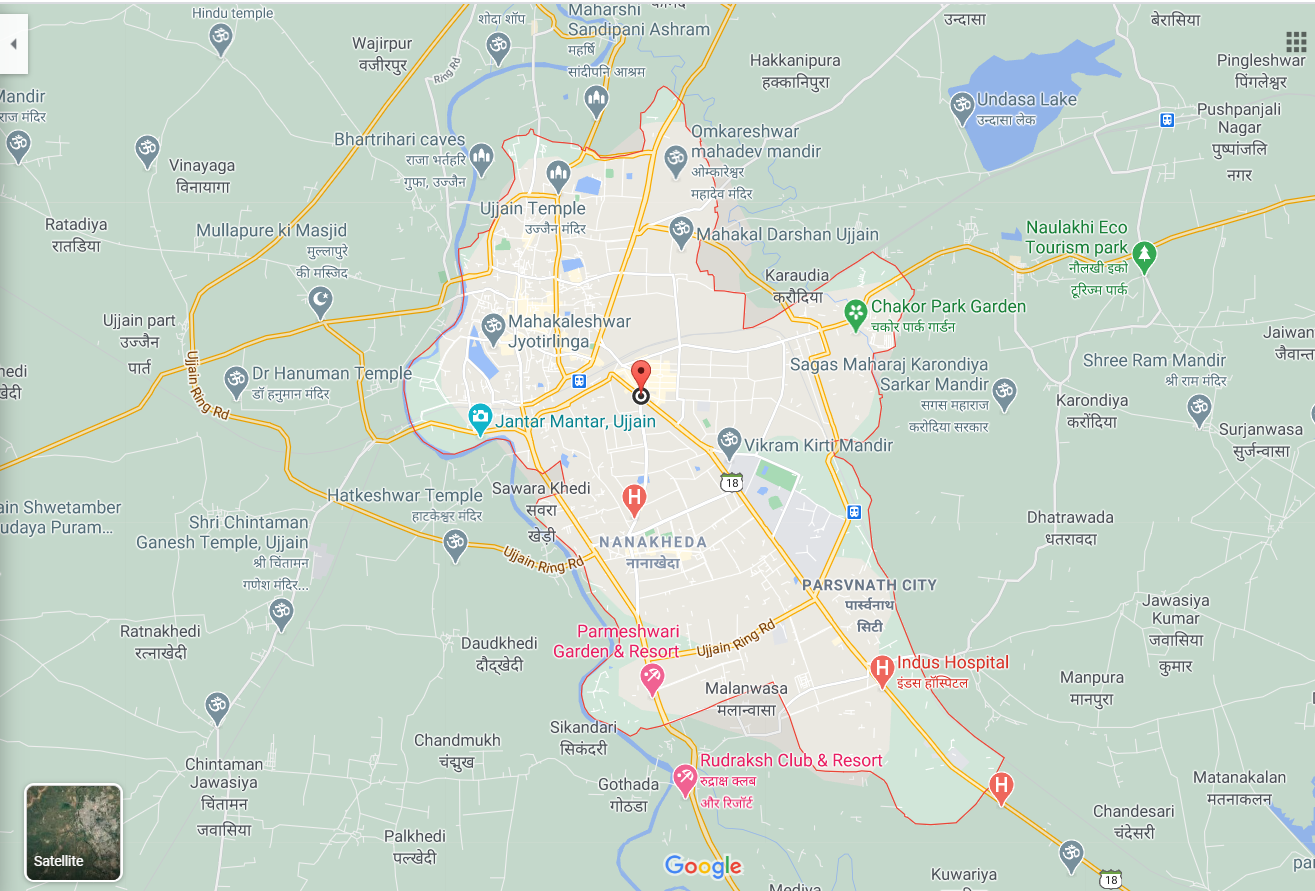 Hindu temple
शोदा शॉप
Maharshi
Sandipani Ashram
महर्षि
सांदीपनि आश्रम
उन्दासा
बेरासिया
Wajirpur
वजीरपुर
Ring Rd
Hakkanipura
हक्कानिपुरा
Pingleshwar
पिंगलेश्वर
Mandir
राज मंदिर
Undasa Lake
उन्दासा लेक
Pushpanjali
Nagar
पुष्पांजलि
नगर
Bhartrihari caves
राजा भर्तहरि
गुफा, उज्जैन
Omkareshwar
mahadev mandir
ओम्कारेश्वर
महादेव मंदिर
Vinayaga
विनायागा
Ujjain Temple
उज्जैन मंदिर
Ratadiya
रातडिया
Mullapure ki Masjid
मुल्लापुरे
की मस्जिद
Mahakal Darshan Ujjain
Naulakhi Eco
Tourism park
नौलखी इको
टूरिज्म पार्क
Karaudia
करौदिया
Chakor Park Garden
चकोर पार्क गार्डन
Ujjain part
उज्जैन
पार्त
Mahakaleshwar
Jyotirlinga
Jaiwan
जैवान्त
Ujjain Ring Rd
Dr Hanuman Temple
डॉ हनुमान मंदिर
Sagas Maharaj Karondiya
Sarkar Mandir
सगस महाराज
करोदिया सरकार
Shree Ram Mandir
श्री राम मंदिर
hedi
खेदी
Karondiya
करोंदिया
Jantar Mantar, Ujjain
Surjanwasa
सुर्जन्वासा
Vikram Kirti Mandir
18
Hatkeshwar Temple
हाटकेश्वर मंदिर
Sawara Khedi
सवरा
खेड़ी
ain Shwetamber
udaya Puram...
Shri Chintaman
Ganesh Temple, Ujjain
श्री चिंतामन
गणेश मंदिर...
Dhatrawada
धतरावदा
NANAKHEDA
नानाखेदा
Ujjain Ring Rd
PARSVNATH CITY
पार्स्वनाथ
सिटी
Jawasiya
Kumar
जवासिया
कुमार
Ratnakhedi
रत्नाखेदी
Daudkhedi
दौद्खेदी
Parmeshwari
Garden & Resort
Ujjain Ring Rd
Indus Hospital
इंडस हॉस्पिटल
Malanwasa
मलान्वासा
Manpura
मानपुरा
Chandmukh
चंद्मुख
Sikandari
सिकंदरी
Rudraksh Club & Resort
रुद्राक्ष क्लब
और रिजॉर्ट
Chintaman
Jawasiya
चिंतामन
जवासिया
Gothada
गोठडा
Matanakalan
मतनाकलन
Chandesari
चंदेसरी
Palkhedi
पल्खेदी
Satellite
Google
Kuwariya
18
Mediya
pa